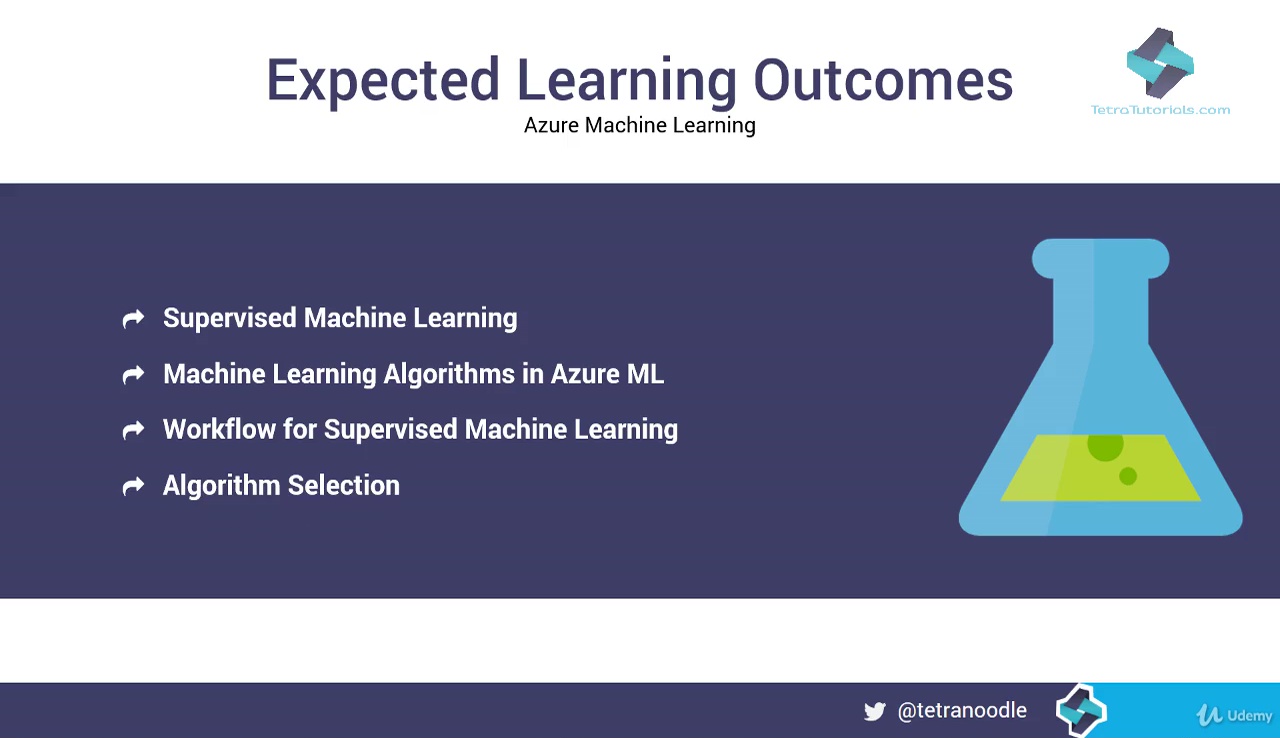 Expected Learning Outcomes
Azure Machine Learning
TetraTutorials.com
Supervised Machine Learning
Machine Learning Algorithms in Azure ML
Workflow for Supervised Machine Learning
Algorithm Selection
@tetranoodle
Udemy